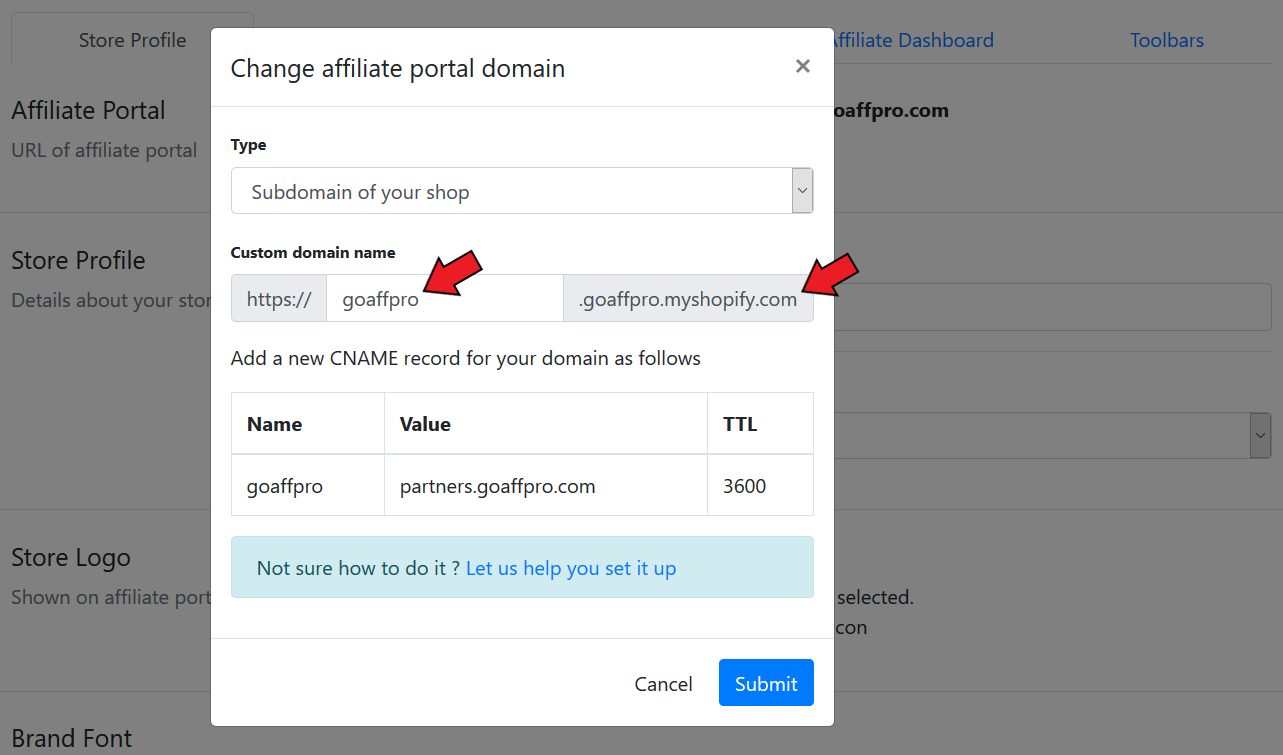 Store Profile
Affiliate Dashboard
Toolbars
Change affiliate portal domain
×
Affiliate Portal
oaffpro.com
URL of affiliate portal
Type
Subdomain of your shop
Custom domain name
Store Profile
Details about your stor
https://
goaffpro
.goaffpro.myshopify.com
Add a new CNAME record for your domain as follows
Name Value TTL
goaffpro partners.goaffpro.com 3600
Not sure how to do it ? Let us help you set it up
Store Logo
Shown on affiliate port
selected.
con
Cancel
Submit
Brand Font